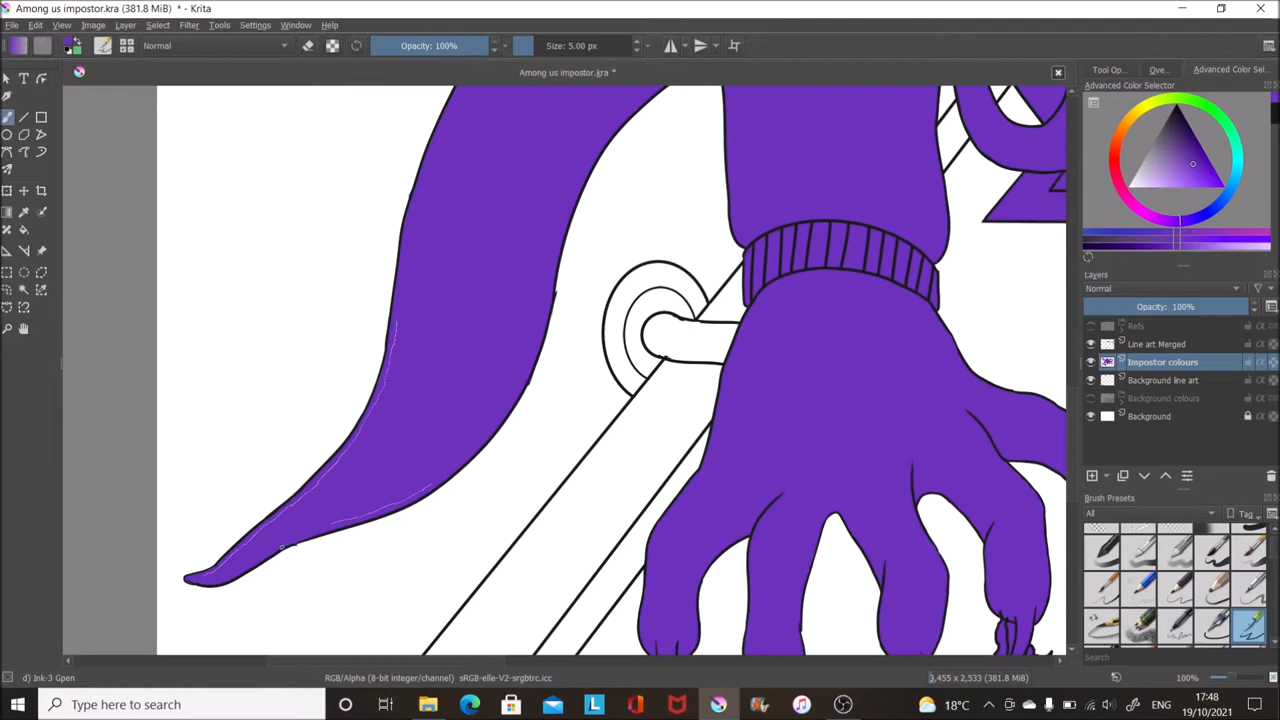 Among us impostor.kra (381.8 MiB) * - Krita
File Edit View Image Layer Select Filter Tools Settings Window Help
Normal Opacity: 100% Size: 5.00 px
Among us impostor.kra *
Tool Op... Ove... Advanced Color Sel...
Advanced Color Selector
Layers
Normal
Opacity: 100%
Refs
Line art Merged
Impostor colours
Background line art
Background colours
Background
Brush Presets
All Tag
Search
d) Ink-3 Gpen RGB/Alpha (8-bit integer/channel) sRGB-elle-V2-srgbtrc.icc 3,455 x 2,533 (381.8 MiB) 100%
Type here to search 18°C ENG 17:48
19/10/2021